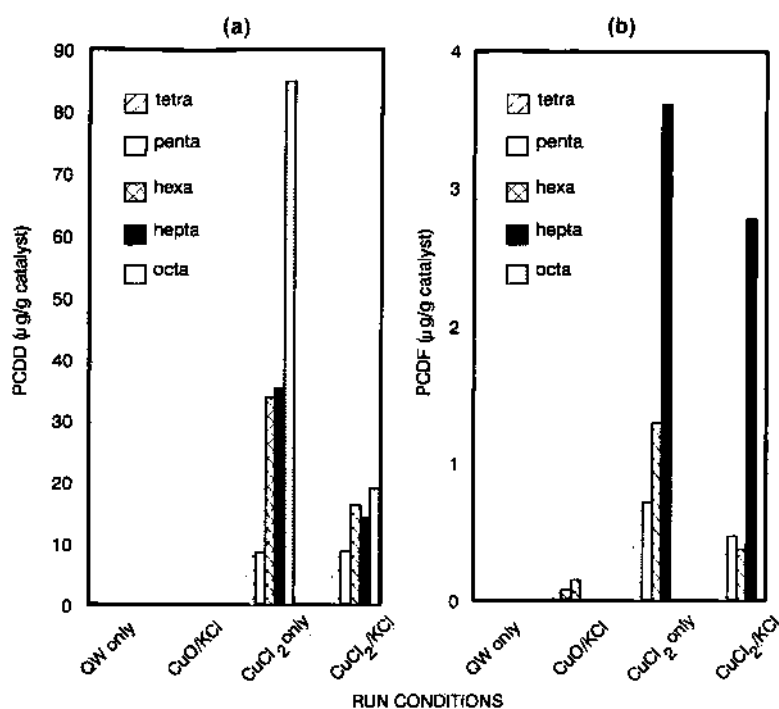 (a)
90
80
70
60
50
40
30
20
10
0
PCDD (µg/g catalyst)
tetra
penta
hexa
hepta
octa
QW only
CuO/KCl
CuCl2 only
CuCl2/KCl
(b)
4
3
2
1
0
PCDF (µg/g catalyst)
tetra
penta
hexa
hepta
octa
QW only
CuO/KCl
CuCl2 only
CuCl2/KCl
RUN CONDITIONS